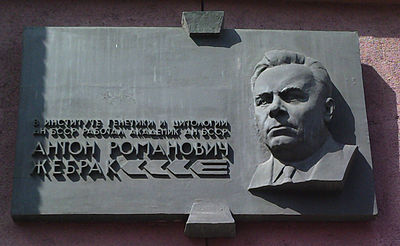 В ИНСТИТУТЕ ГЕНЕТИКИ И ЦИТОЛОГИИ
АН БССР РАБОТАЛ АКАДЕМИК АН БССР
АНТОН РОМАНОВИЧ
ЖЕБРАК